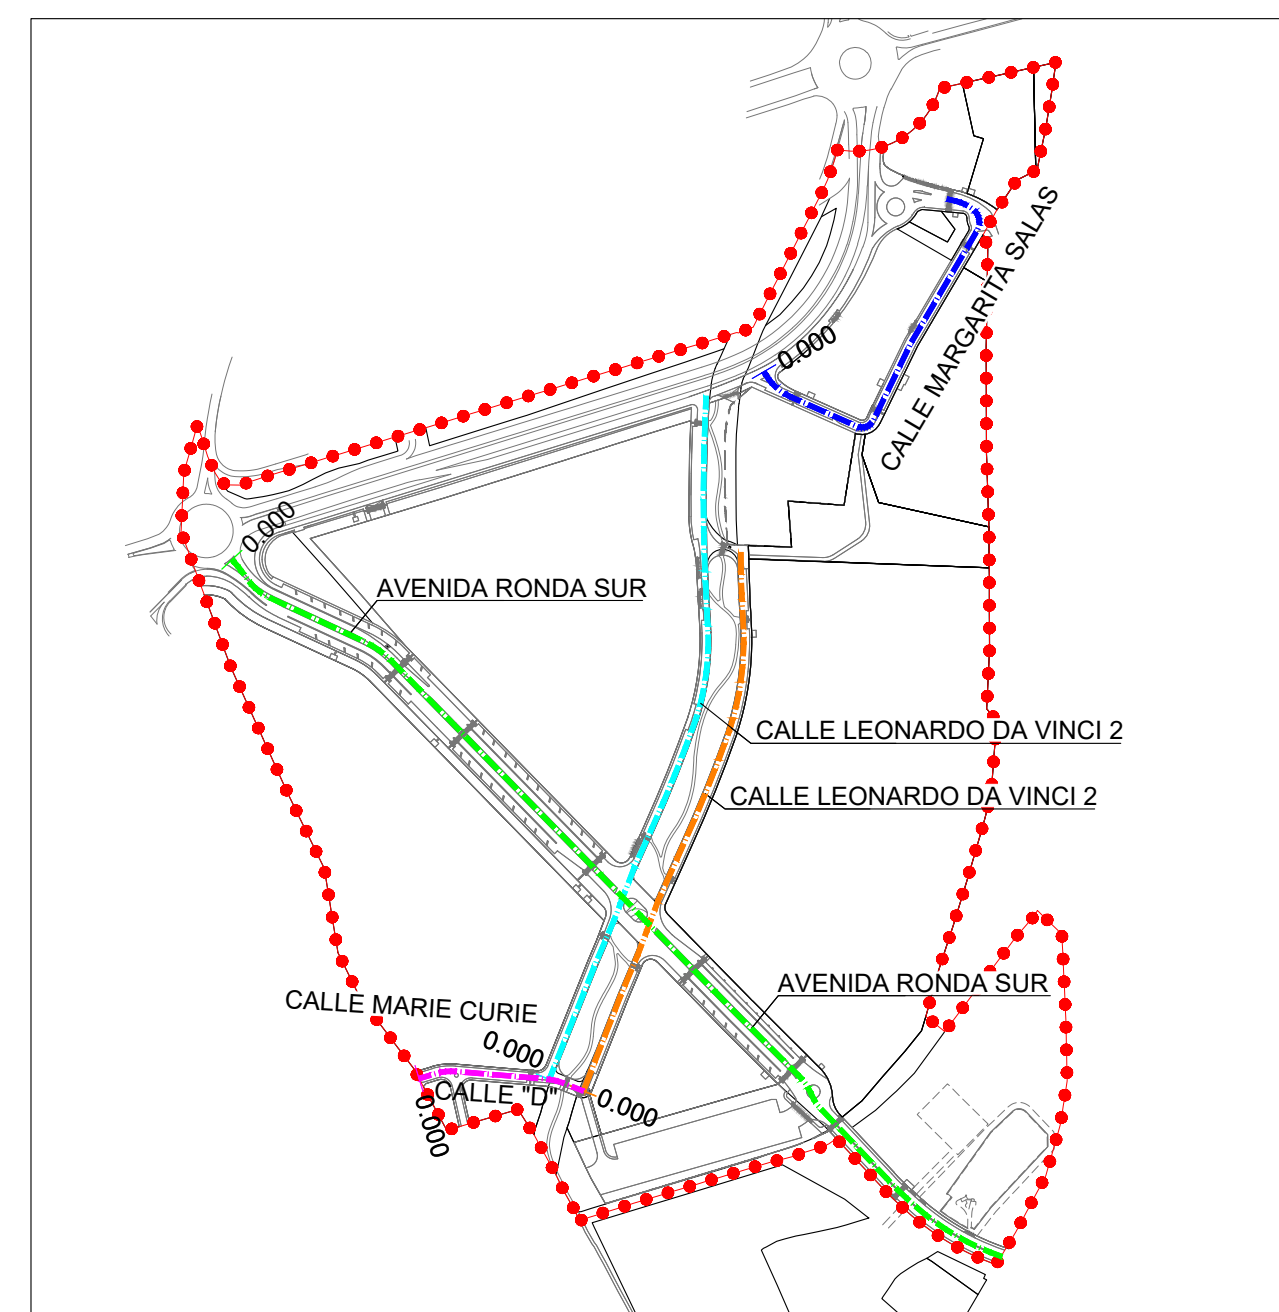 CALLE MARGARITA SALAS
0.000
0.000
AVENIDA RONDA SUR
CALLE LEONARDO DA VINCI 2
CALLE LEONARDO DA VINCI 2
AVENIDA RONDA SUR
CALLE MARIE CURIE
0.000
CALLE "D"
0.000
0.000